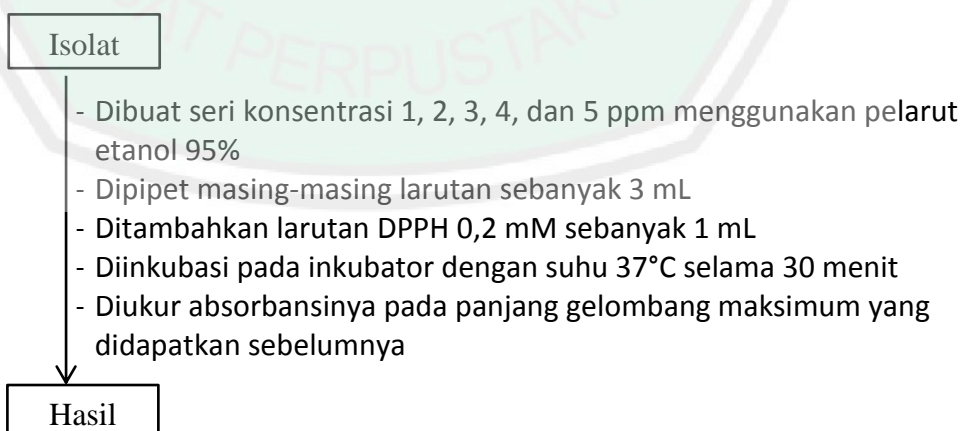 AT PERPUSTAK
Isolat
- Dibuat seri konsentrasi 1, 2, 3, 4, dan 5 ppm menggunakan pelarut
etanol 95%
- Dipipet masing-masing larutan sebanyak 3 mL
- Ditambahkan larutan DPPH 0,2 mM sebanyak 1 mL
- Diinkubasi pada inkubator dengan suhu 37°C selama 30 menit
- Diukur absorbansinya pada panjang gelombang maksimum yang
didapatkan sebelumnya
Hasil